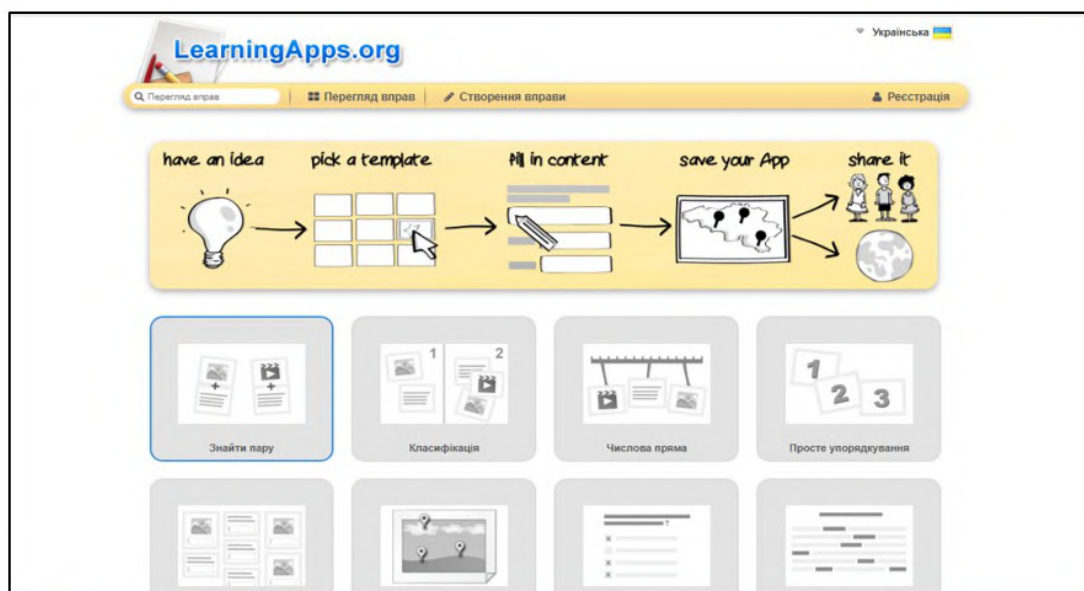 Українська
LearningApps.org
Перегляд вправ
Перегляд вправ
Створення вправи
Реєстрація
have an idea
pick a template
fill in content
save your App
share it
1
2
1
2
3
Знайти пару
Класифікація
Числова пряма
Просте упорядкування
?